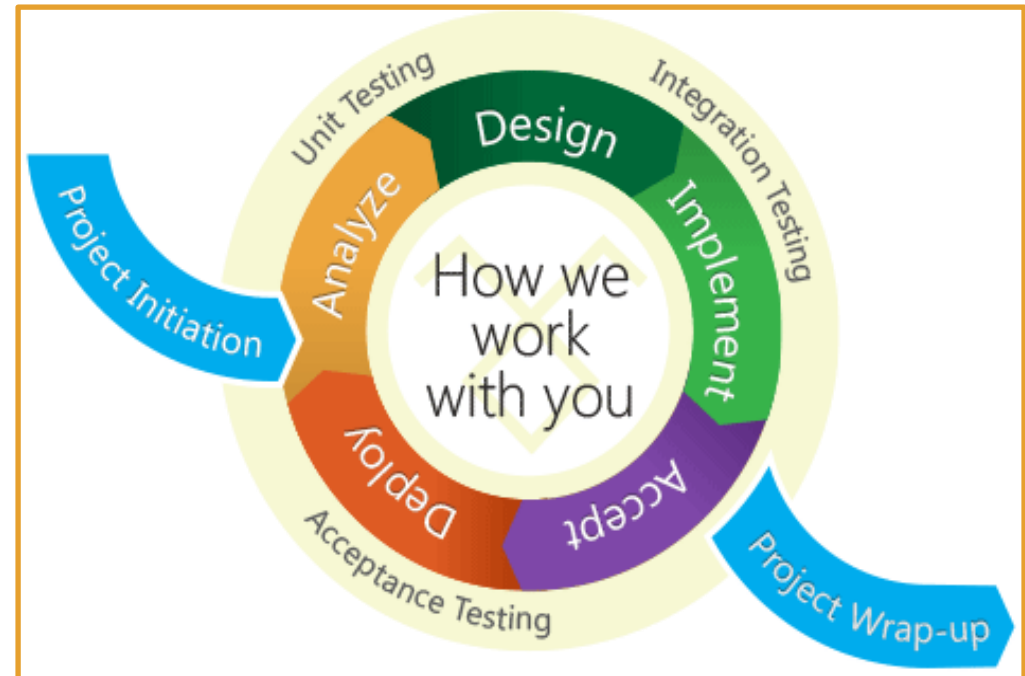 Unit Testing
Integration Testing
Design
Project Initiation
Analyze
Implement
How we
work
with you
Deploy
Accept
Acceptance Testing
Project Wrap-up